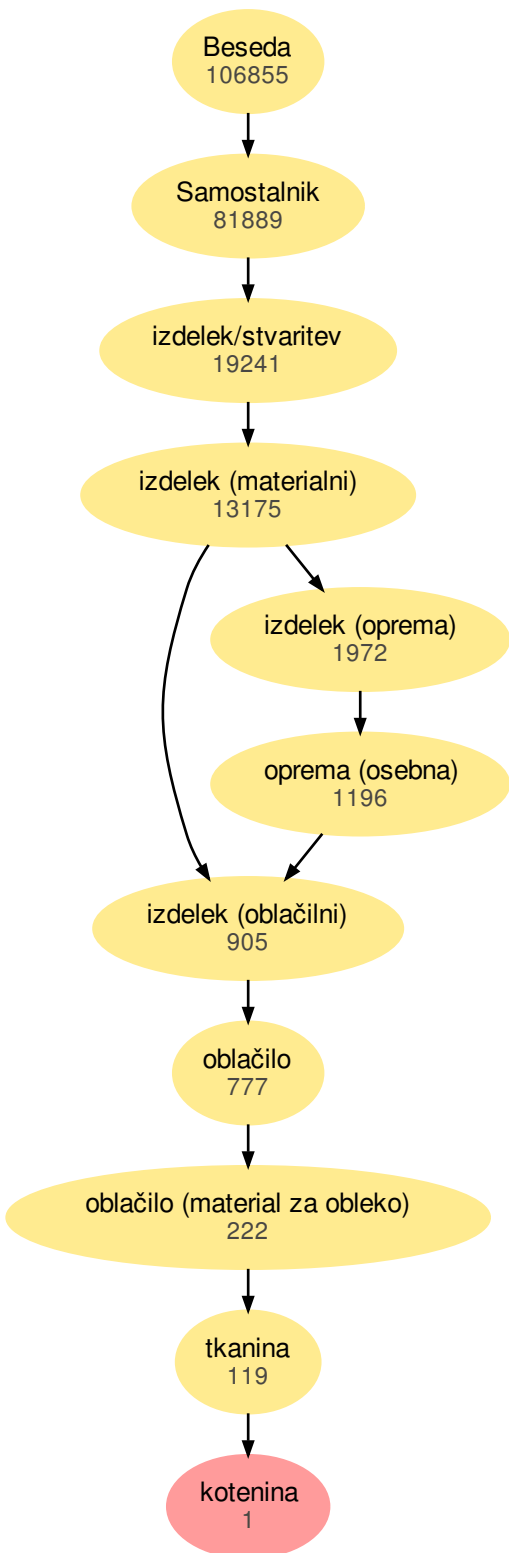 Beseda
106855
Samostalnik
81889
izdelek/stvaritev
19241
izdelek (materialni)
13175
izdelek (oprema)
1972
oprema (osebna)
1196
izdelek (oblačilni)
905
oblačilo
777
oblačilo (material za obleko)
222
tkanina
119
kotenina
1